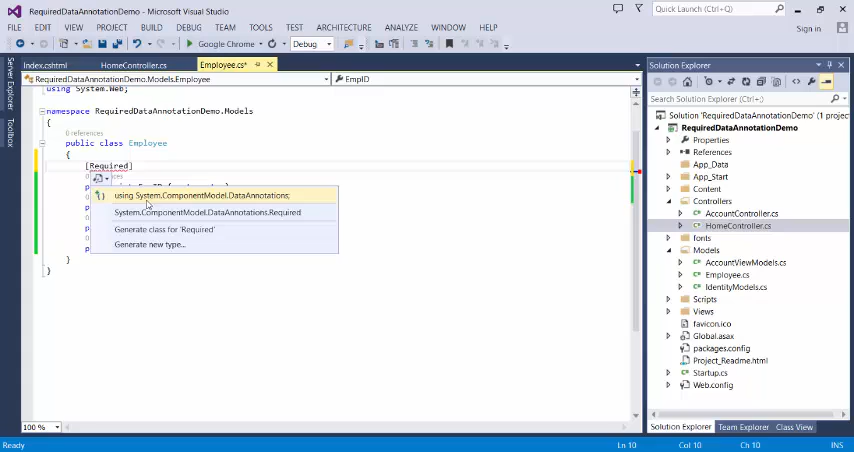 RequiredDataAnnotationDemo - Microsoft Visual Studio
Quick Launch (Ctrl+Q)
FILE EDIT VIEW PROJECT BUILD DEBUG TEAM TOOLS TEST ARCHITECTURE ANALYZE WINDOW HELP
Sign in
Google Chrome Debug
Server Explorer
Toolbox
Index.cshtml HomeController.cs Employee.cs*
RequiredDataAnnotationDemo.Models.Employee EmpID
using System.Web;
namespace RequiredDataAnnotationDemo.Models
{
0 references
public class Employee
{
[Required]
using System.ComponentModel.DataAnnotations;
System.ComponentModel.DataAnnotations.Required
Generate class for 'Required'
Generate new type...
}
}
100 %
Solution Explorer
Search Solution Explorer (Ctrl+;)
Solution 'RequiredDataAnnotationDemo' (1
RequiredDataAnnotationDemo
Properties
References
App_Data
App_Start
Content
Controllers
AccountController.cs
HomeController.cs
fonts
Models
AccountViewModels.cs
Employee.cs
IdentityModels.cs
Scripts
Views
favicon.ico
Global.asax
packages.config
Project_Readme.html
Startup.cs
Web.config
Solution Explorer Team Explorer Class View
Ready Ln 10 Col 10 Ch 10